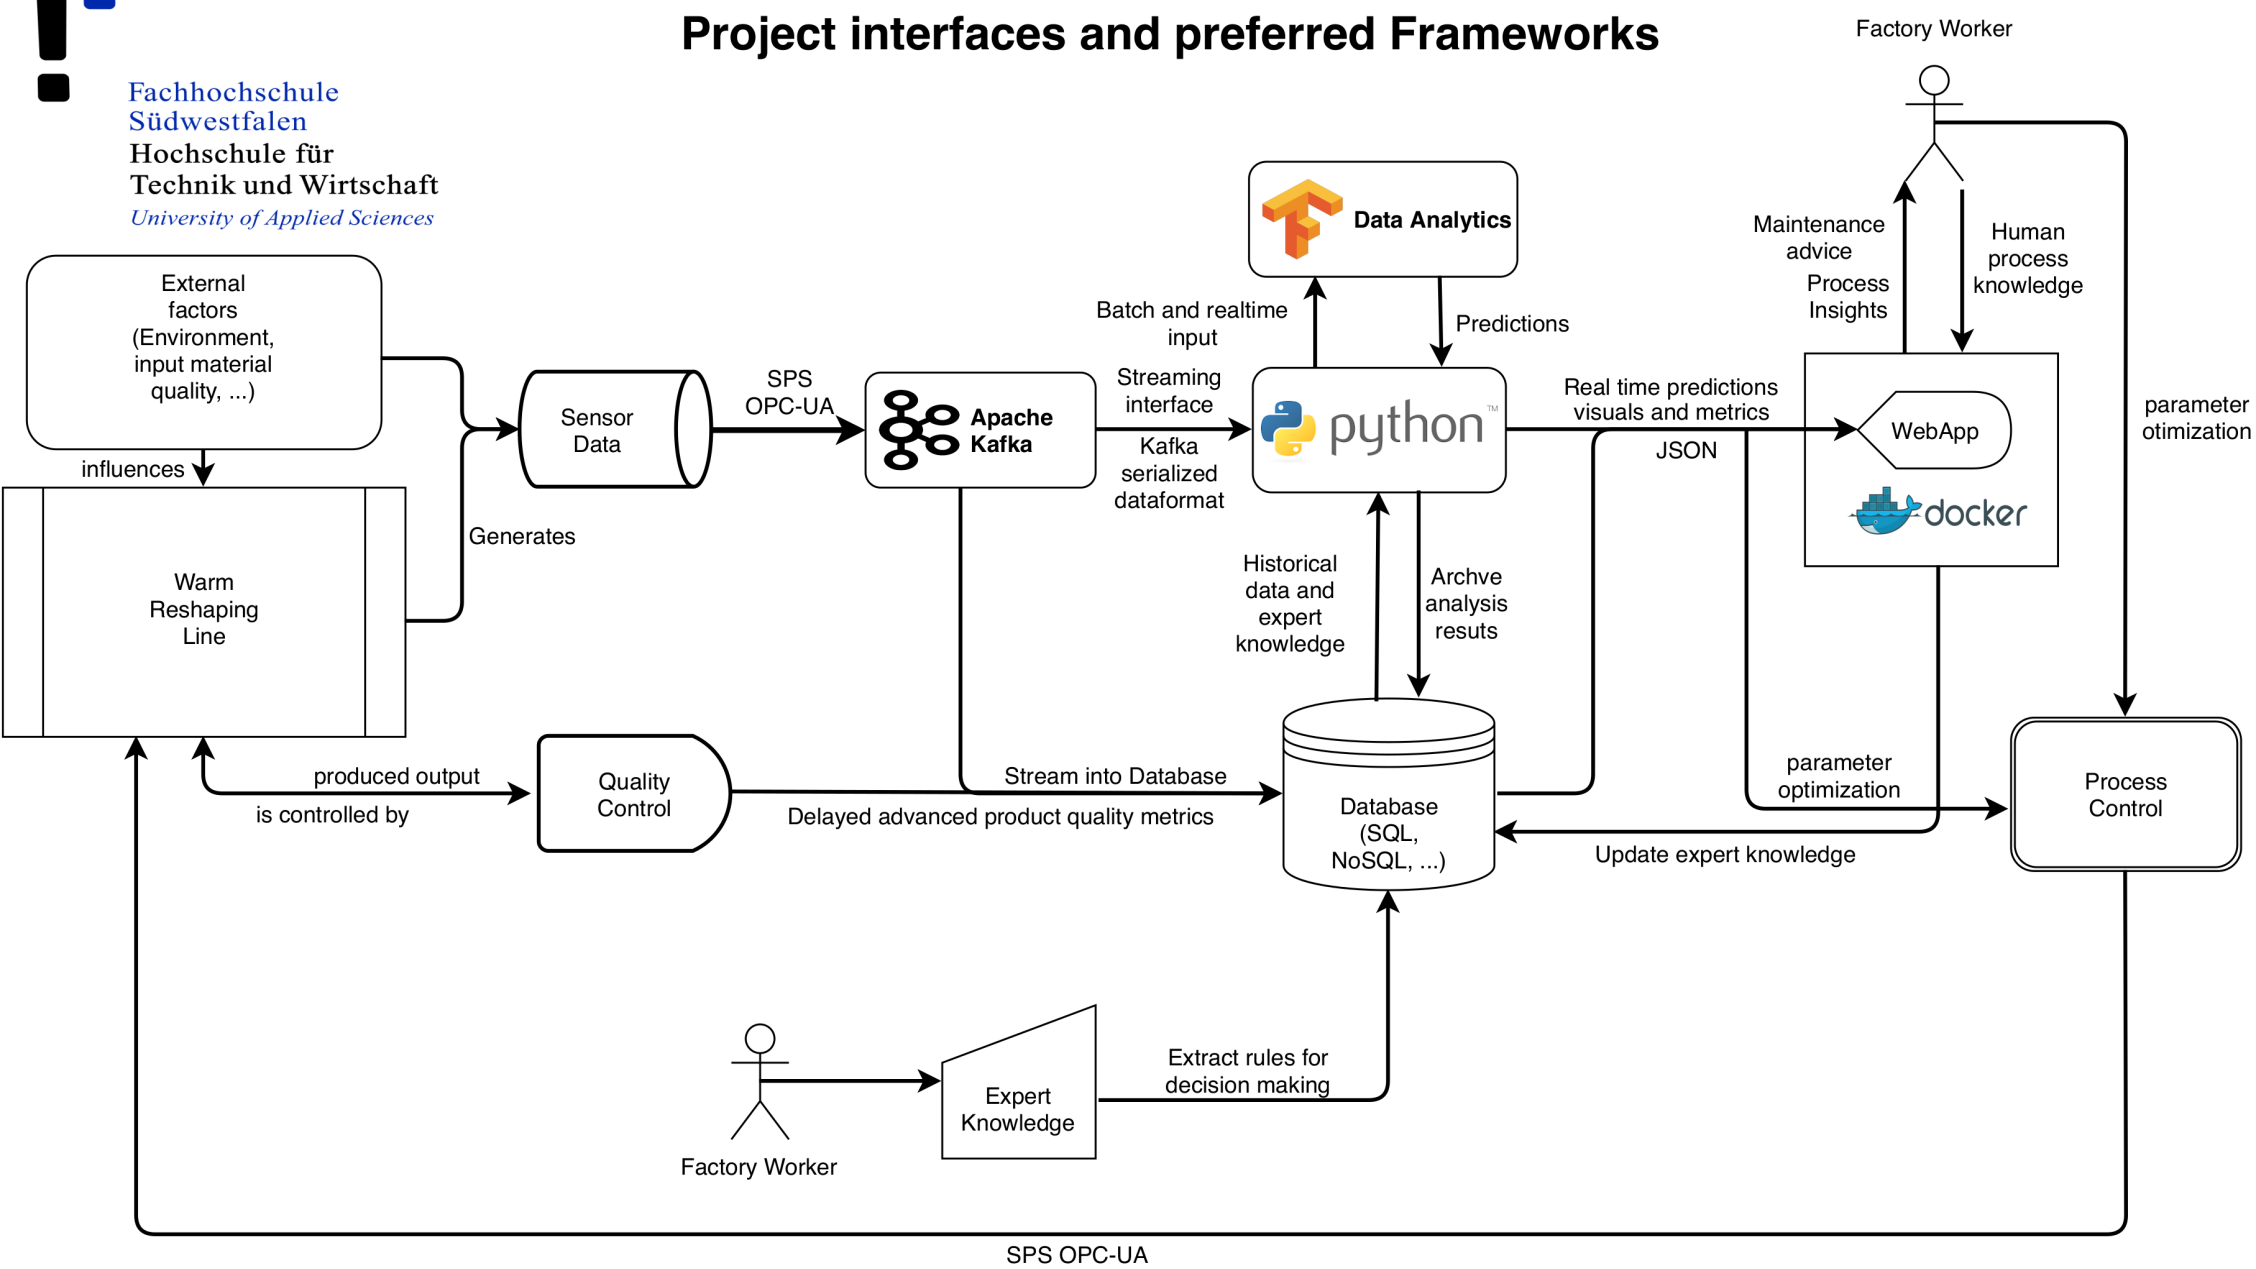 Project interfaces and preferred Frameworks
Fachhochschule
Südwestfalen
Hochschule für
Technik und Wirtschaft
University of Applied Sciences
Factory Worker
External
factors
(Environment,
input material
quality, ...)
influences
Warm
Reshaping
Line
Generates
Sensor
Data
SPS
OPC-UA
Apache
Kafka
Streaming
interface
Kafka
serialized
dataformat
Data Analytics
Batch and realtime
input
Predictions
python™
Real time predictions
visuals and metrics
JSON
Maintenance
advice
Process
Insights
Human
process
knowledge
WebApp
docker
parameter
otimization
Historical
data and
expert
knowledge
Archve
analysis
resuts
produced output
is controlled by
Quality
Control
Stream into Database
Delayed advanced product quality metrics
Database
(SQL,
NoSQL, ...)
parameter
optimization
Update expert knowledge
Process
Control
Factory Worker
Expert
Knowledge
Extract rules for
decision making
SPS OPC-UA